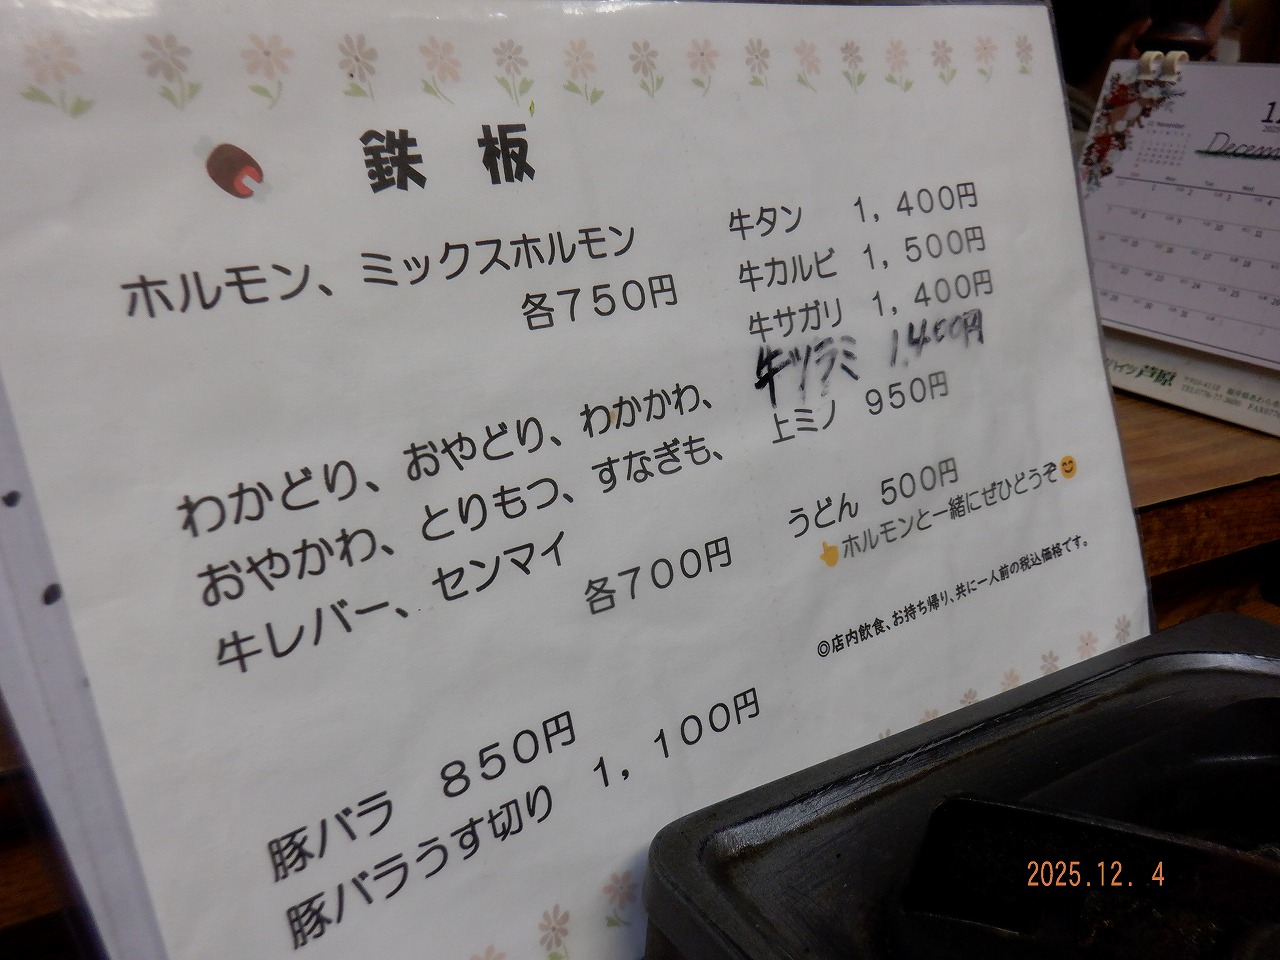 鉄 板
ホルモン、ミックスホルモン
各750円
わかどり、おやどり、わかかわ、
おやかわ、とりもつ、すなぎも、
牛レバー、センマイ
各700円
豚バラ 850円
豚バラうす切り 1,100円
牛タン 1,400円
牛カルビ 1,500円
牛サガリ 1,400円
牛ツラミ 1,400円
上ミノ 950円
うどん 500円
👆ホルモンと一緒にぜひどうぞ😊
◎店内飲食、お持ち帰り、共に一人前の税込価格です。
ハイツ芦原
2025.12. 4